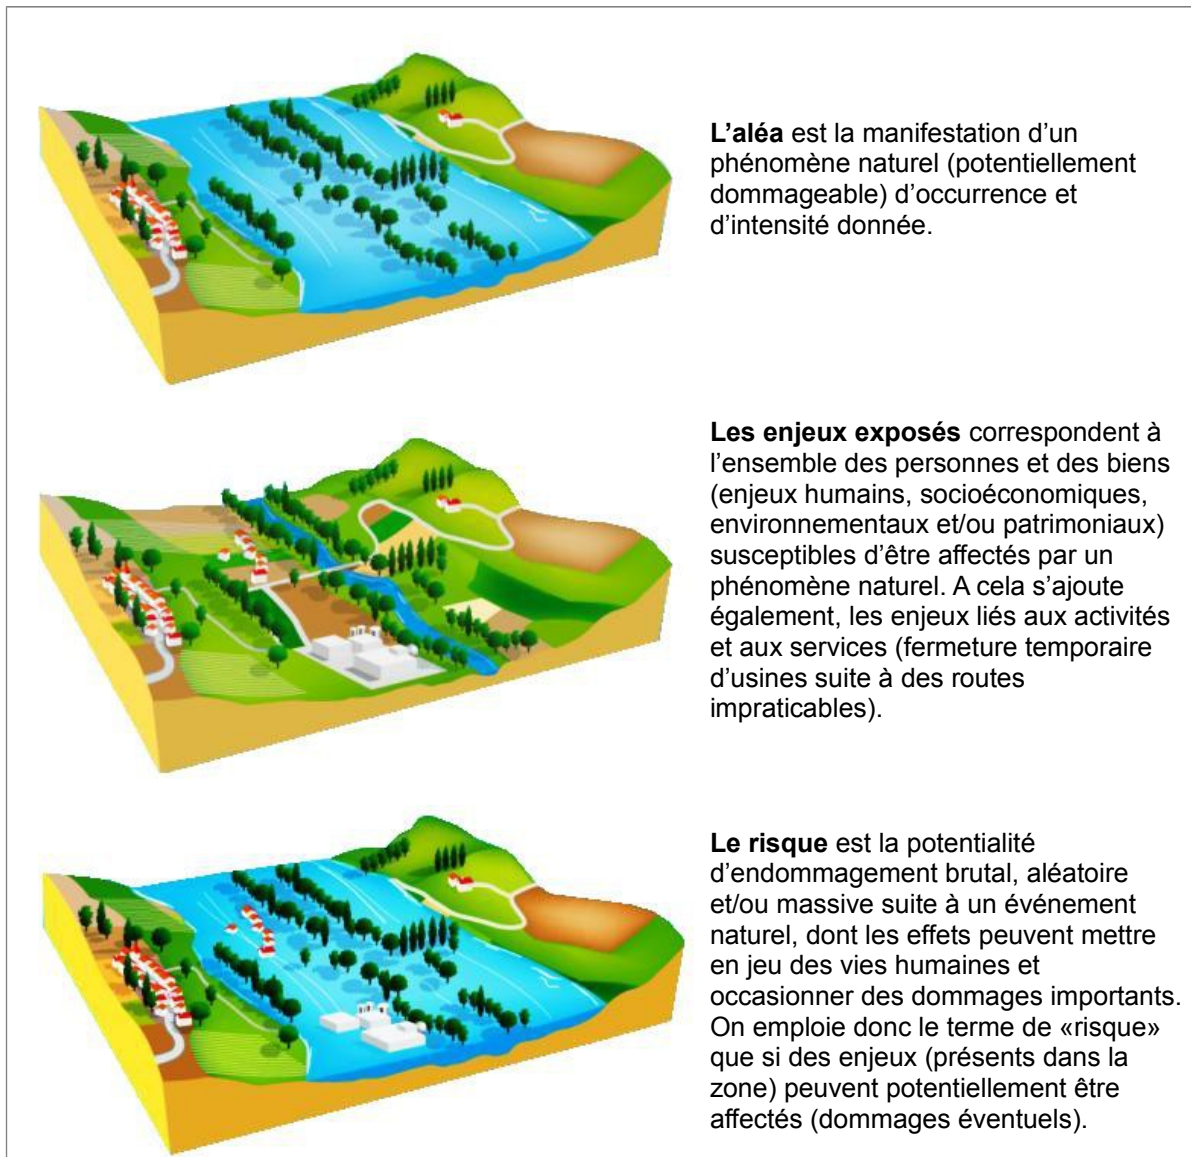 L’aléa est la manifestation d’un
phénomène naturel (potentiellement
dommageable) d’occurrence et
d’intensité donnée.
Les enjeux exposés correspondent à
l’ensemble des personnes et des biens
(enjeux humains, socioéconomiques,
environnementaux et/ou patrimoniaux)
susceptibles d’être affectés par un
phénomène naturel. A cela s’ajoute
également, les enjeux liés aux activités
et aux services (fermeture temporaire
d’usines suite à des routes
impraticables).
Le risque est la potentialité
d’endommagement brutal, aléatoire
et/ou massive suite à un événement
naturel, dont les effets peuvent mettre
en jeu des vies humaines et
occasionner des dommages importants.
On emploie donc le terme de «risque»
que si des enjeux (présents dans la
zone) peuvent potentiellement être
affectés (dommages éventuels).